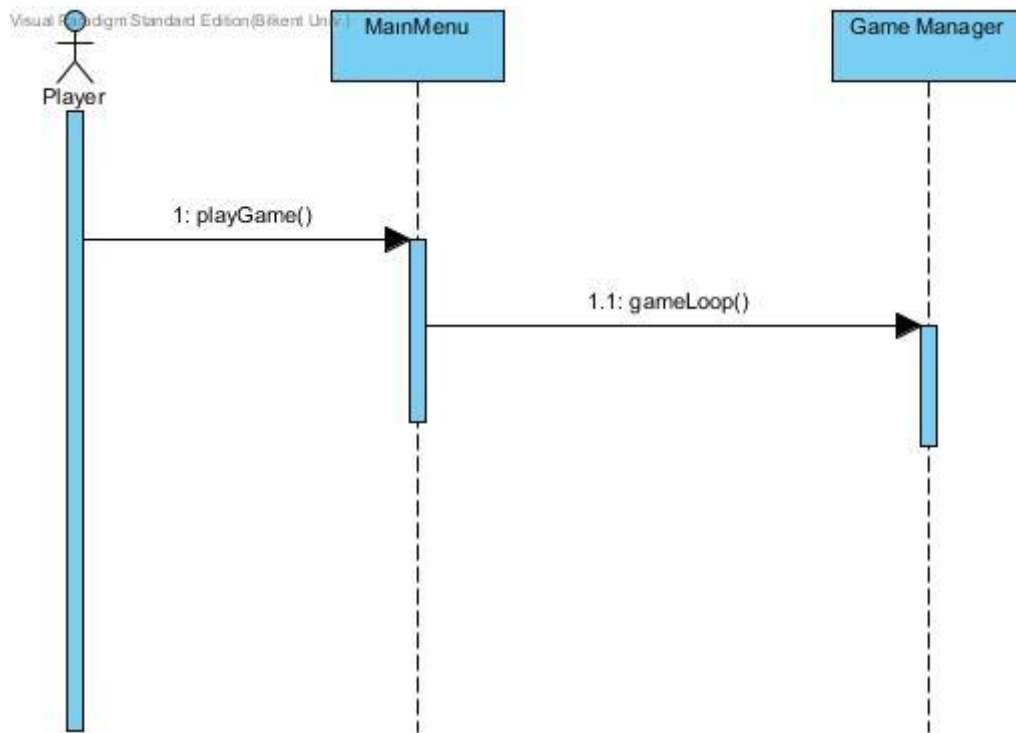 Visual Paradigm Standard Edition(Bilkent Univ.)
MainMenu
Game Manager
Player
1: playGame()
1.1: gameLoop()